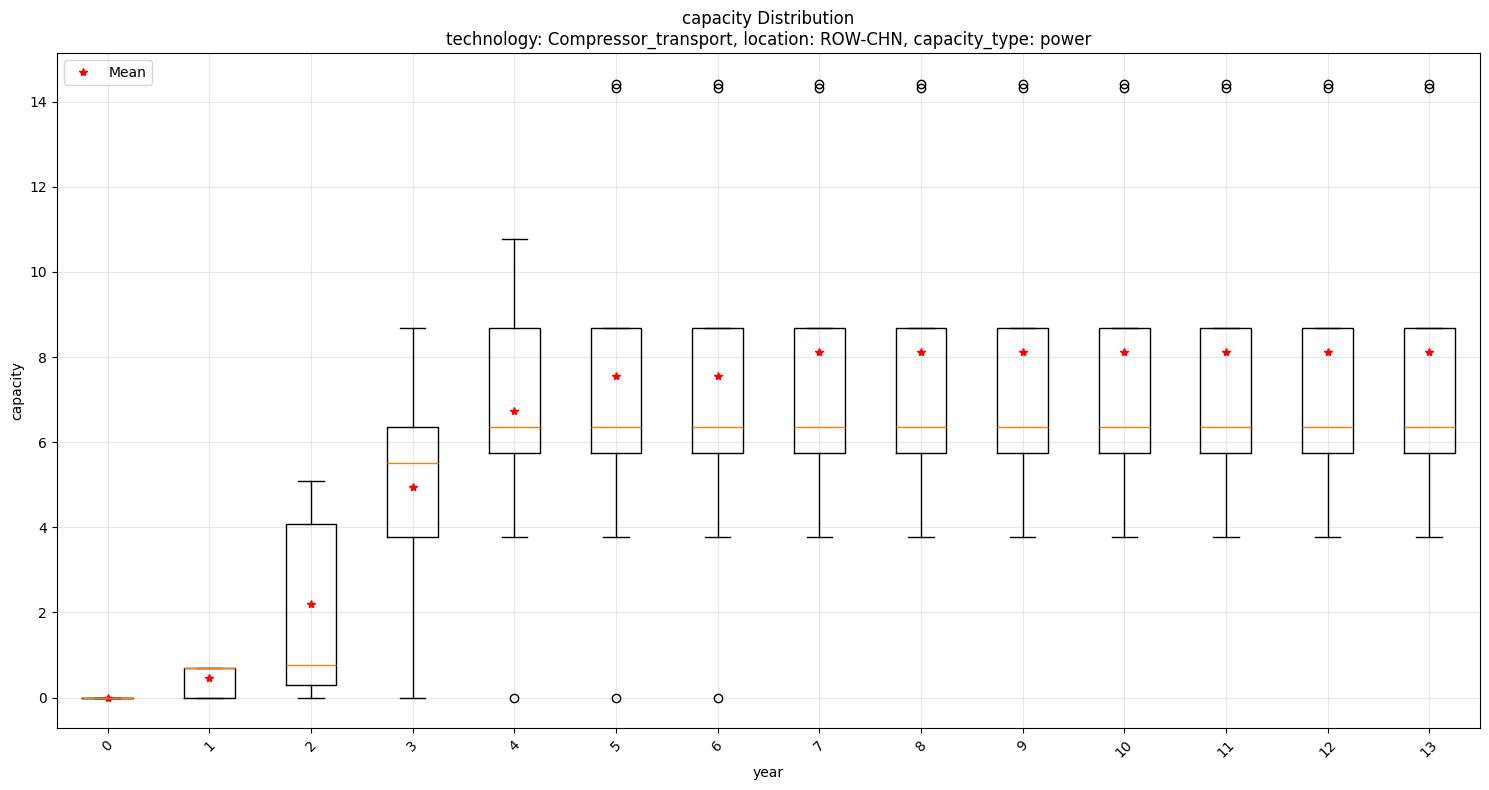 capacity Distribution
technology: Compressor_transport, location: ROW-CHN, capacity_type: power
Mean
14
12
10
8
6
4
2
0
capacity
0 1 2 3 4 5 6 7 8 9 10 11 12 13
year